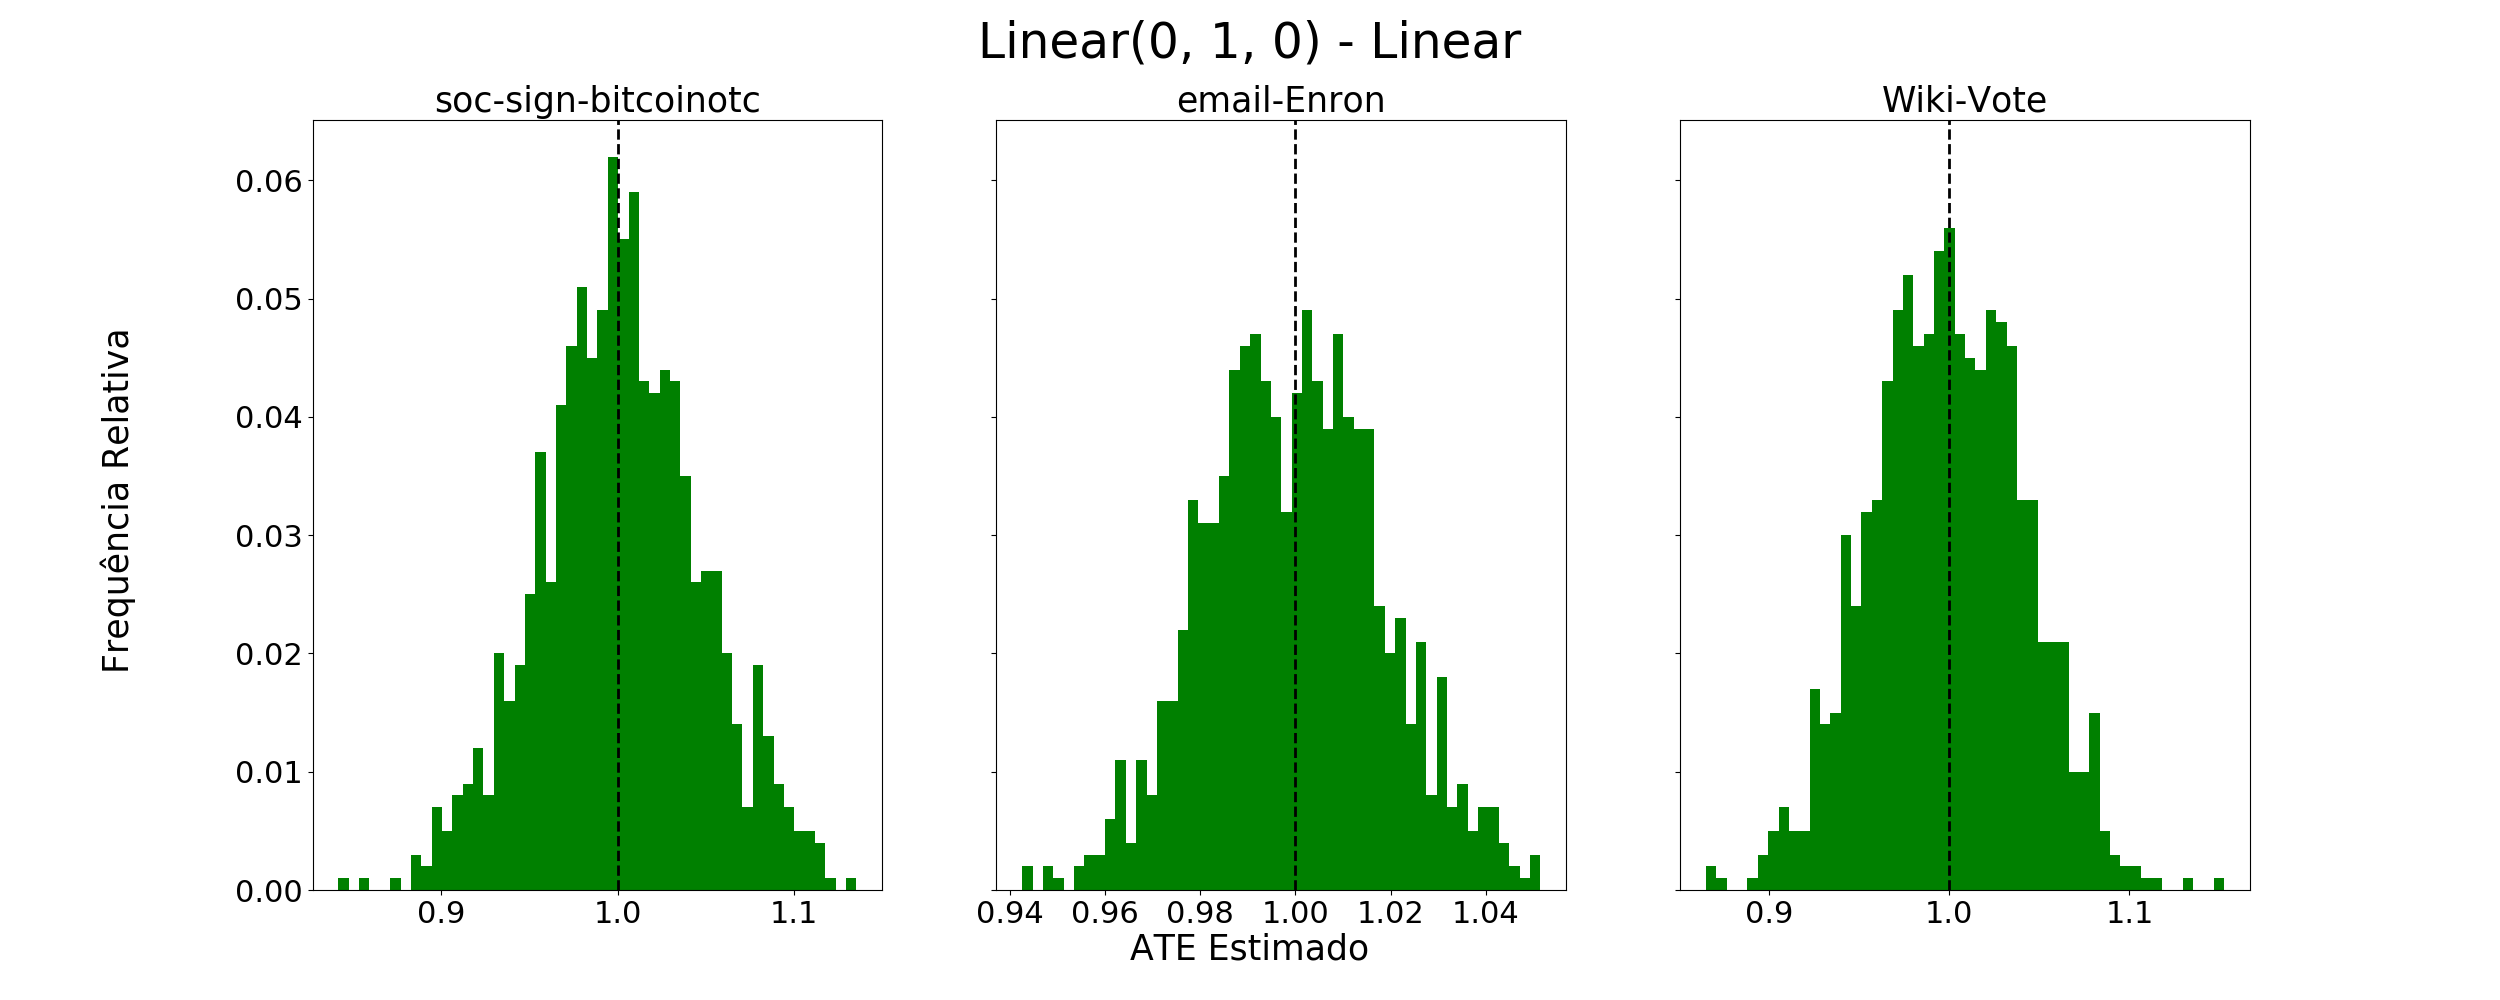 Linear(0, 1, 0) - Linear
soc-sign-bitcoinotc
email-Enron
Wiki-Vote
Frequência Relativa
0.06
0.05
0.04
0.03
0.02
0.01
0.00
0.9 1.0 1.1
0.94 0.96 0.98 1.00 1.02 1.04
0.9 1.0 1.1
ATE Estimado